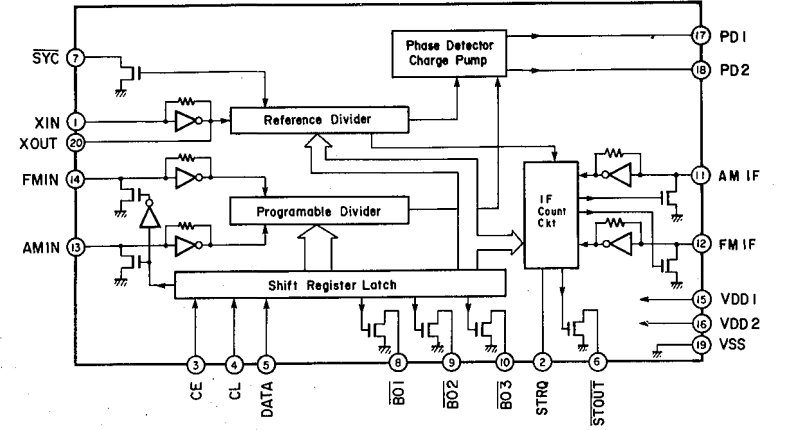 SYC 7
XIN 1
XOUT 20
FMIN 14
AMIN 13
Phase Detector
Charge Pump
Reference Divider
Programable Divider
Shift Register Latch
IF
Count
Ckt
17 PD1
18 PD2
11 AM IF
12 FM IF
15 VDD1
16 VDD2
19 VSS
3 CE
4 CL
5 DATA
8 BO1
9 BO2
10 BO3
2 STRQ
6 STOUT